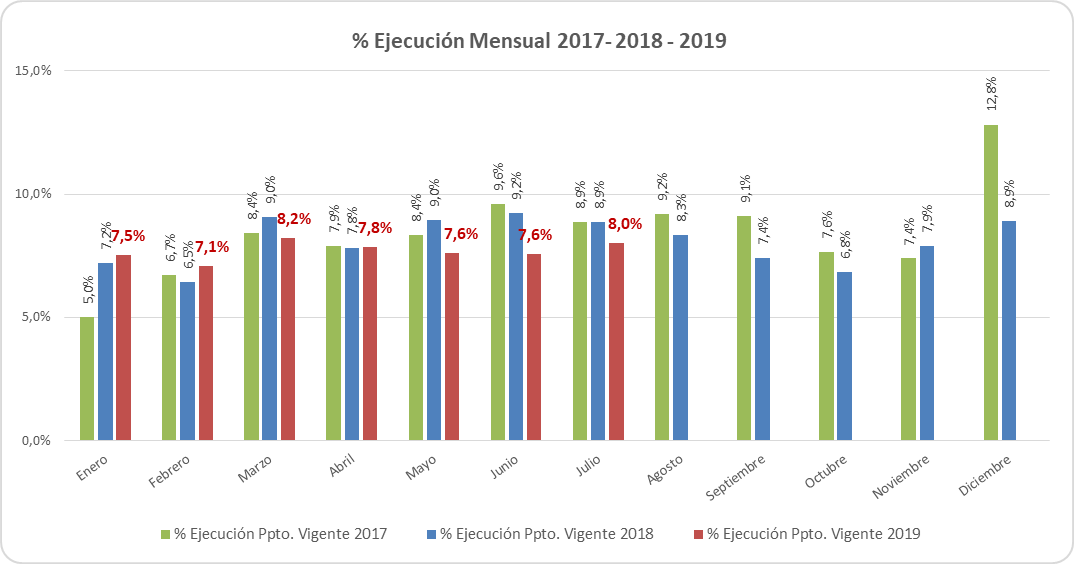 % Ejecución Mensual 2017- 2018 - 2019
15,0%
10,0%
5,0%
0,0%
5,0% 7,2% 7,5%
6,7% 6,5% 7,1%
8,4% 9,0% 8,2%
7,9% 7,8% 7,8%
8,4% 9,0% 7,6%
9,6% 9,2% 7,6%
8,9% 8,9% 8,0%
9,2% 8,3%
9,1% 7,4%
7,6% 6,8%
7,4% 7,9%
12,8% 8,9%
Enero Febrero Marzo Abril Mayo Junio Julio Agosto Septiembre Octubre Noviembre Diciembre
% Ejecución Ppto. Vigente 2017 % Ejecución Ppto. Vigente 2018 % Ejecución Ppto. Vigente 2019